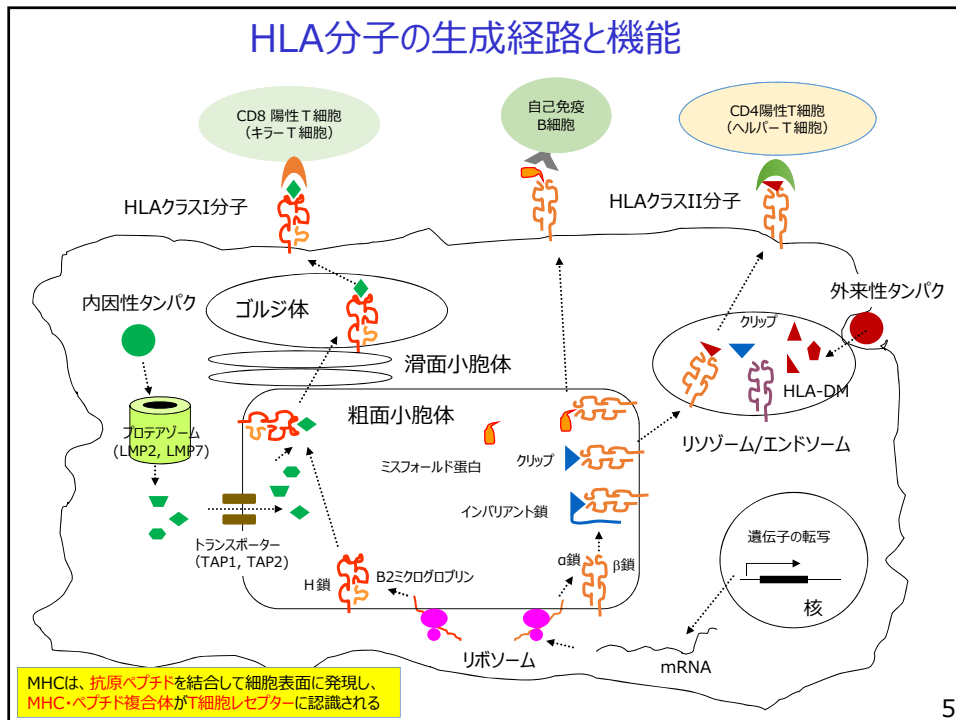 HLA分子の生成経路と機能
CD8 陽性T細胞
（キラーT細胞）
自己免疫
B細胞
CD4陽性T細胞
（ヘルパーT細胞）
HLAクラスI分子
HLAクラスII分子
内因性タンパク
ゴルジ体
外来性タンパク
クリップ
滑面小胞体
HLA-DM
粗面小胞体
プロテアゾーム
(LMP2, LMP7)
リソゾーム/エンドソーム
ミスフォールド蛋白
クリップ
インバリアント鎖
トランスポーター
（TAP1, TAP2）
遺伝子の転写
H鎖
B2ミクログロブリン
α鎖
β鎖
核
リボソーム
mRNA
MHCは、抗原ペプチドを結合して細胞表面に発現し、
MHC・ペプチド複合体がT細胞レセプターに認識される
5